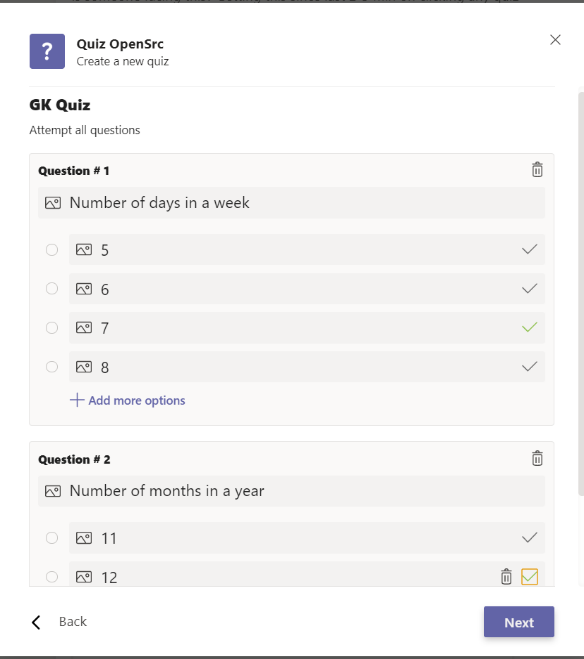 ?
Quiz OpenSrc
Create a new quiz
GK Quiz
Attempt all questions
Question # 1
Number of days in a week
5
6
7
8
Add more options
Question # 2
Number of months in a year
11
12
Back
Next